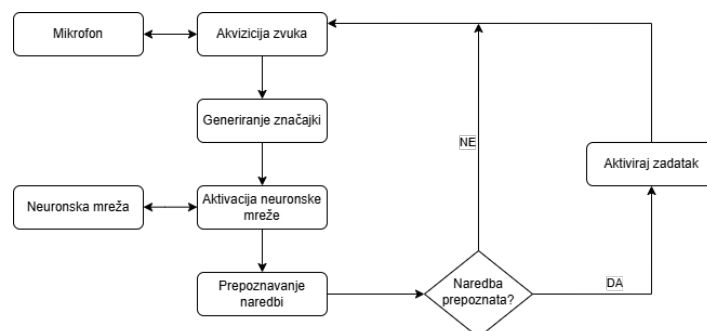 Mikrofon
Akvizicija zvuka
Generiranje značajki
NE
Aktiviraj zadatak
Neuronska mreža
Aktivacija neuronske
mreže
Prepoznavanje
naredbi
Naredba
prepoznata?
DA